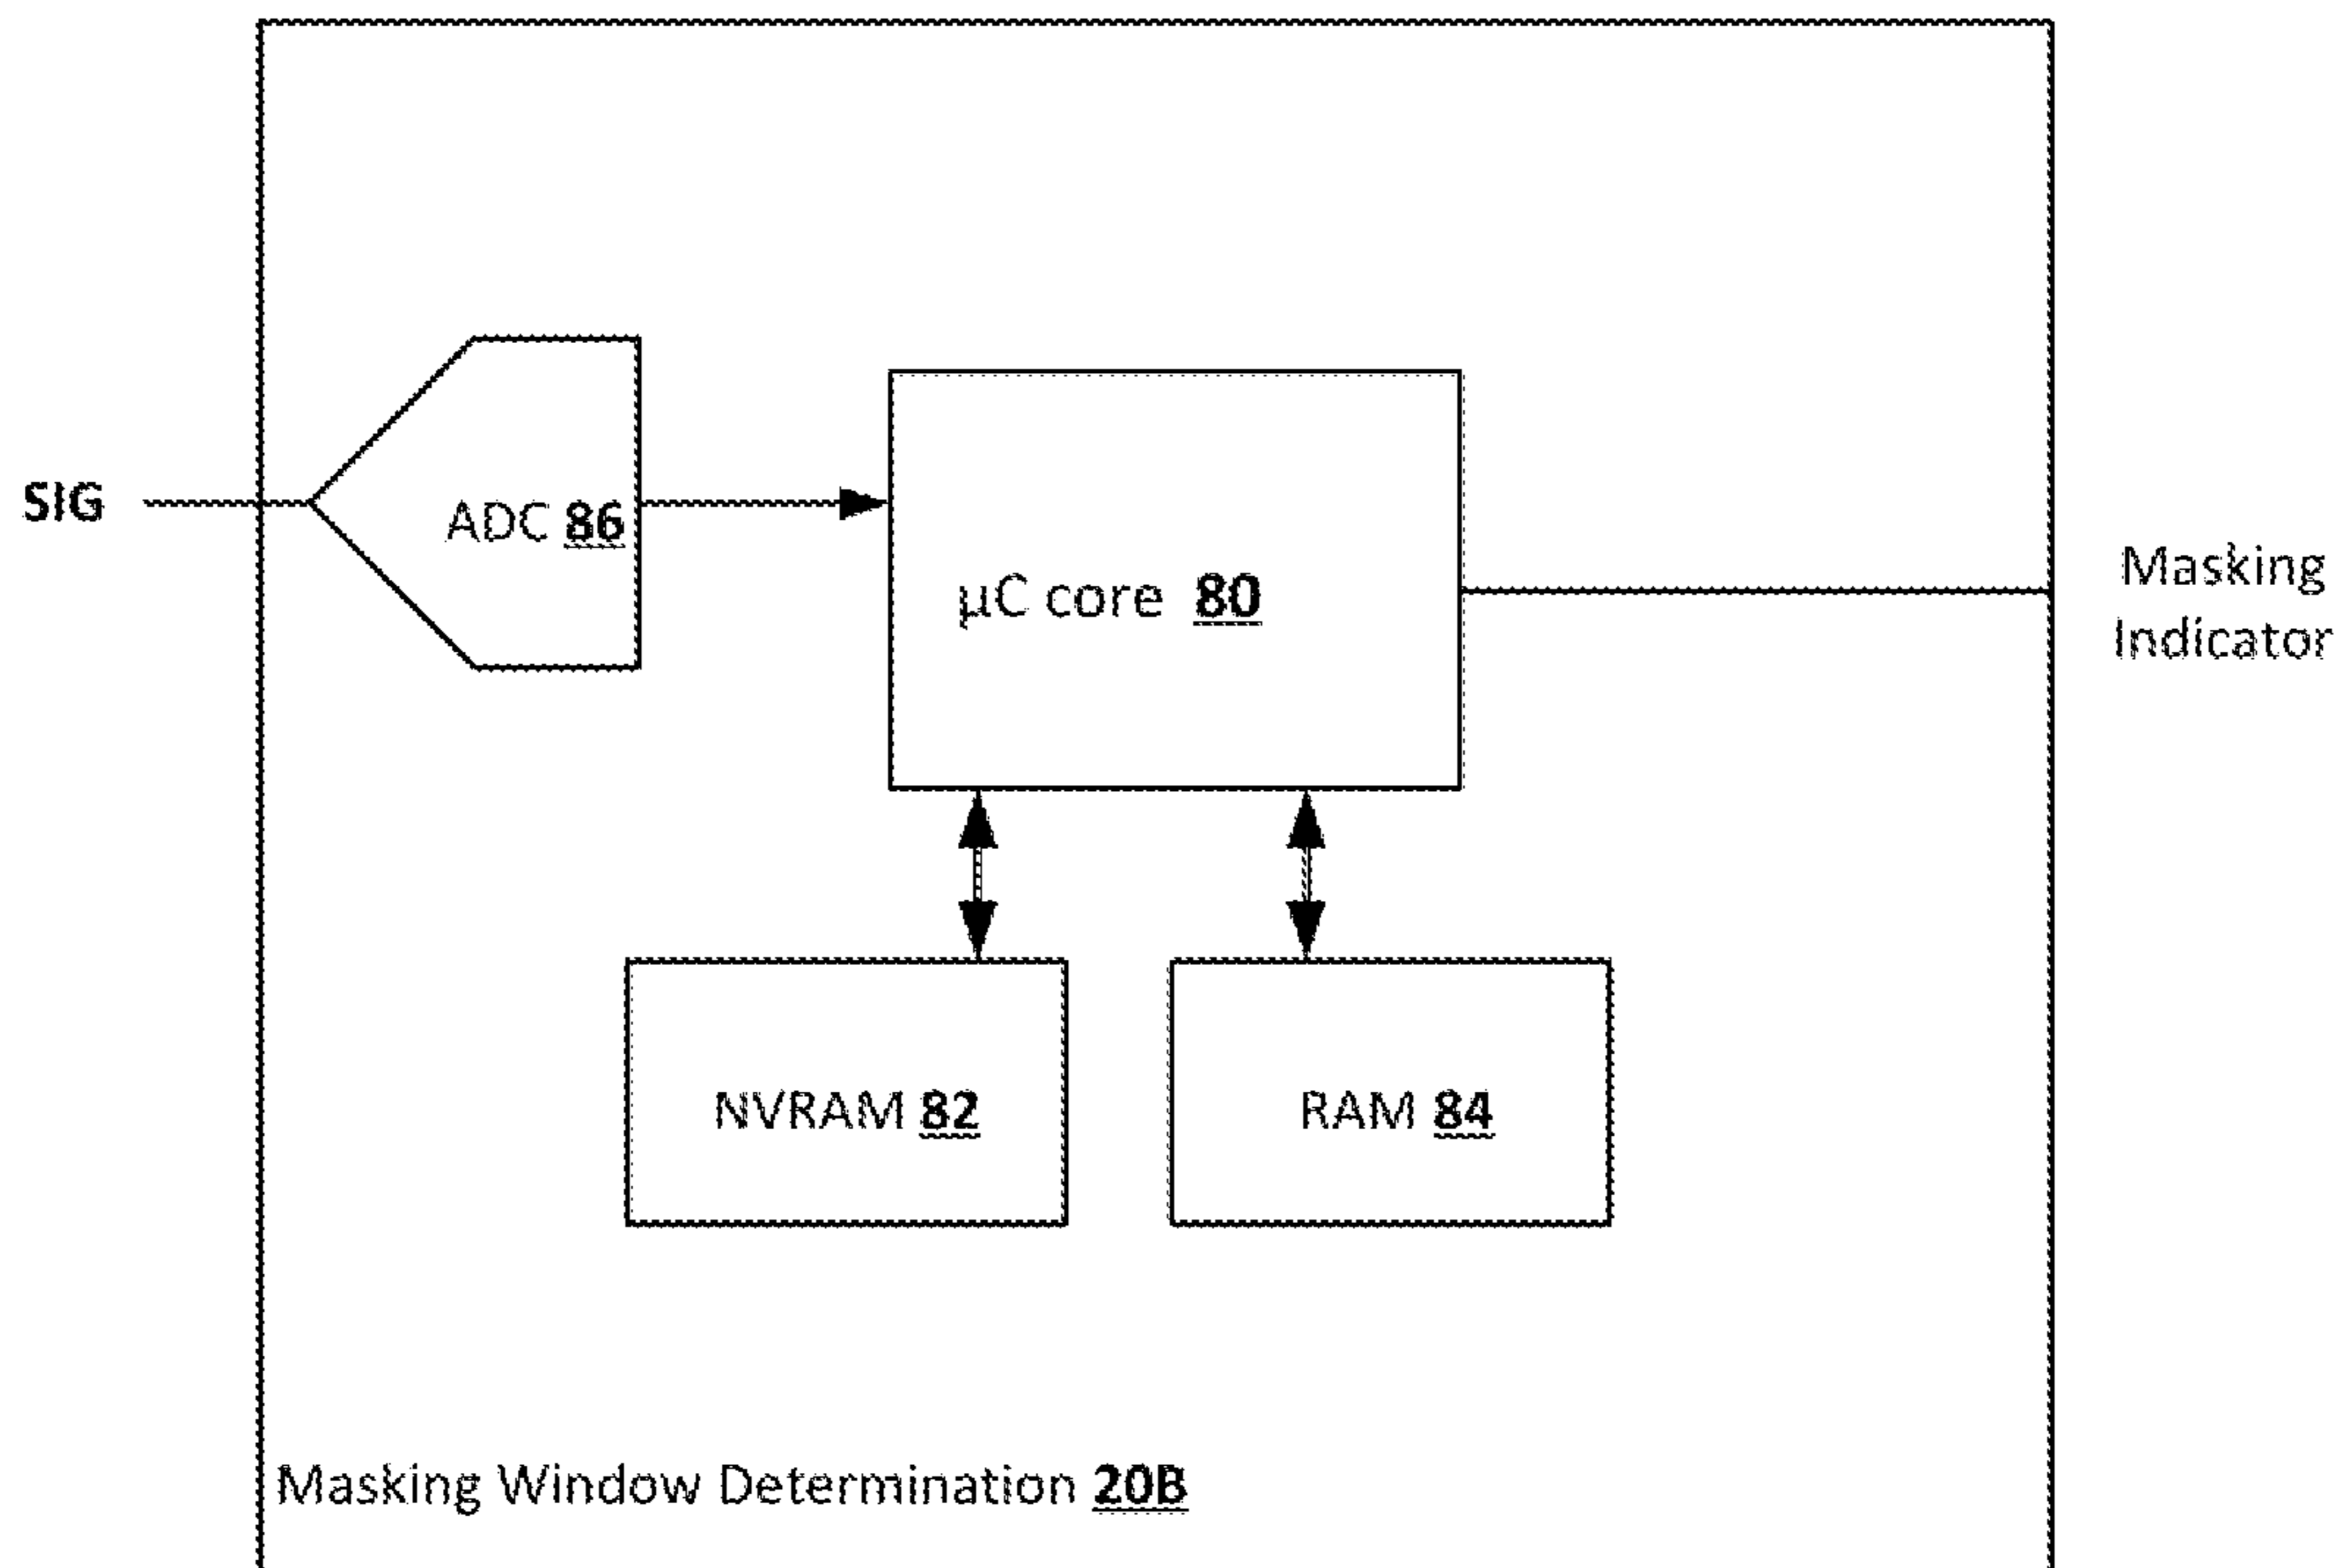 SIG
ADC 86
µC core 80
Masking
Indicator
NVRAM 82
RAM 84
Masking Window Determination 20B